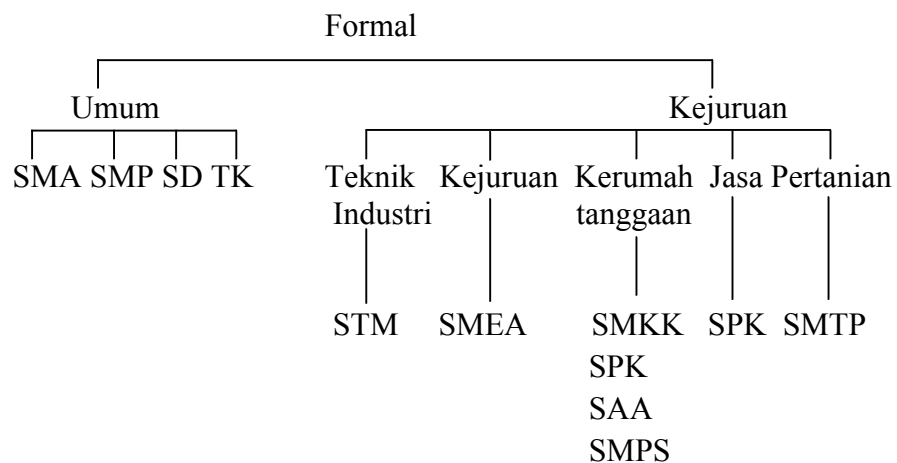 Formal
Umum Kejuruan
SMA SMP SD TK Teknik Kejuruan Kerumah Jasa Pertanian
Industri tanggaan
STM SMEA SMKK SPK SMTP
SPK
SAA
SMPS